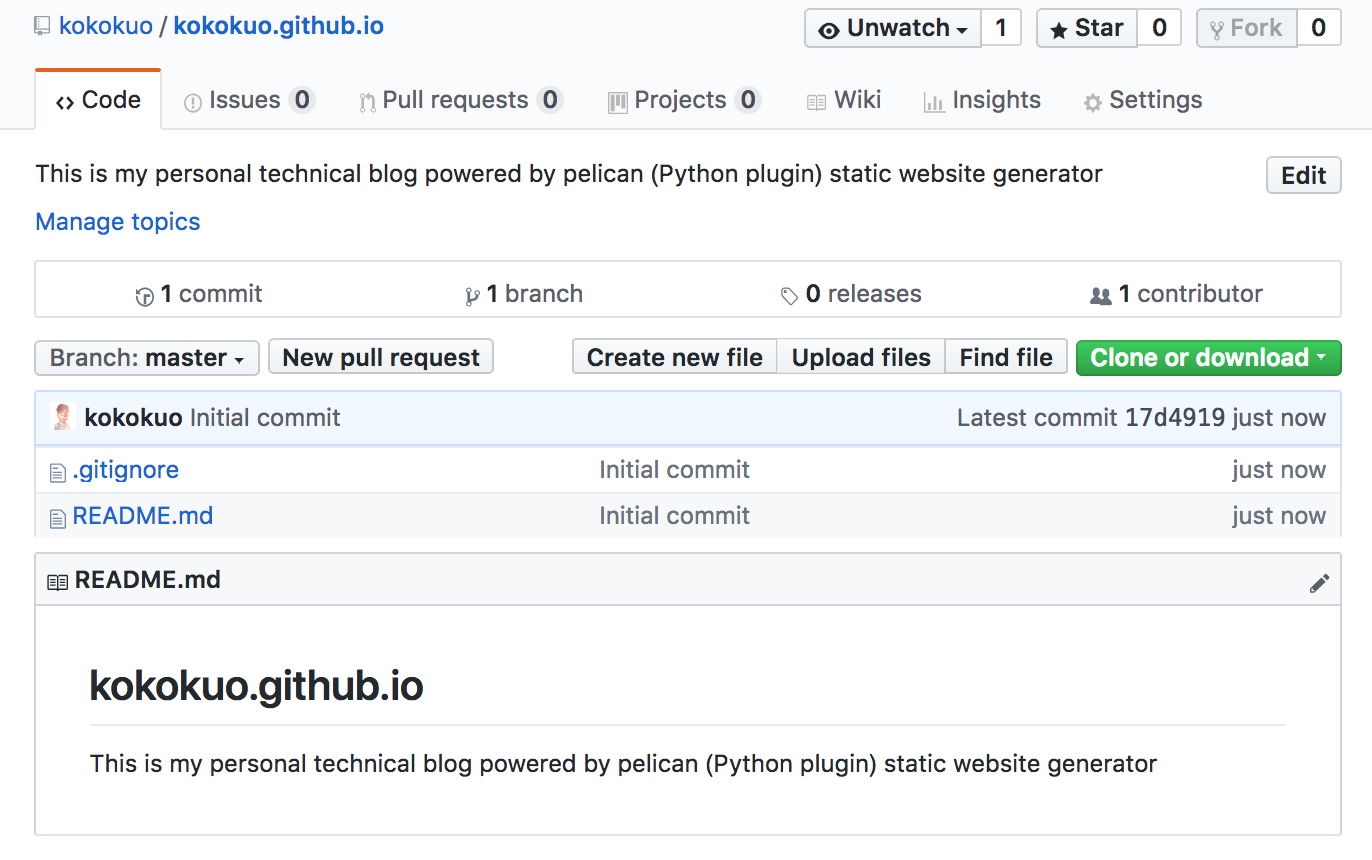 kokokuo / kokokuo.github.io Unwatch 1 Star 0 Fork 0
Code Issues 0 Pull requests 0 Projects 0 Wiki Insights Settings
This is my personal technical blog powered by pelican (Python plugin) static website generator Edit
Manage topics
1 commit 1 branch 0 releases 1 contributor
Branch: master New pull request Create new file Upload files Find file Clone or download
kokokuo Initial commit Latest commit 17d4919 just now
.gitignore Initial commit just now
README.md Initial commit just now
README.md
kokokuo.github.io
This is my personal technical blog powered by pelican (Python plugin) static website generator